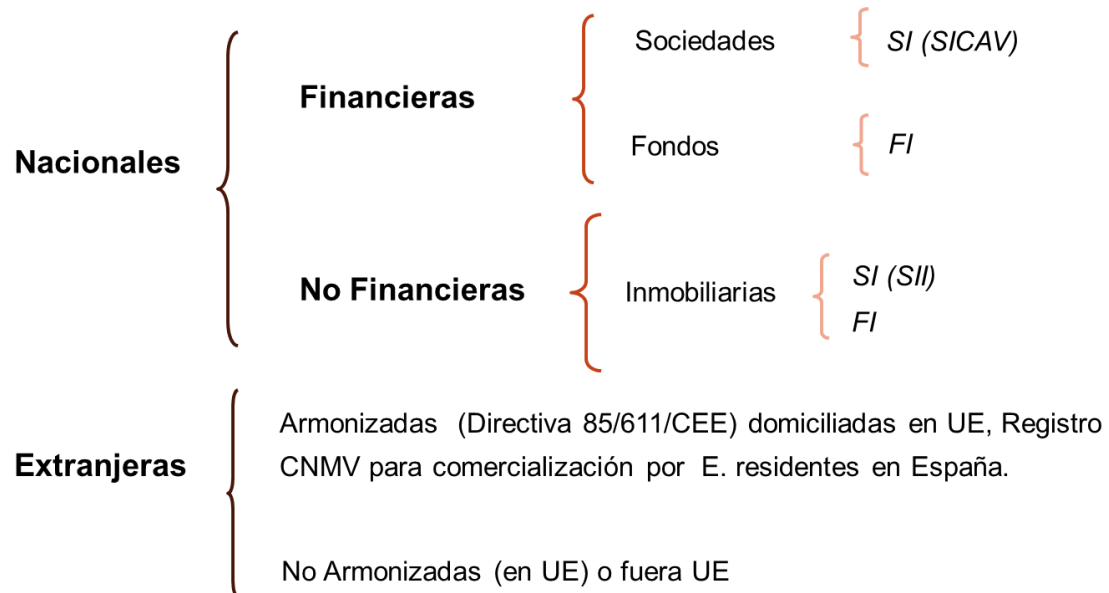 Nacionales
Financieras
Sociedades
SI (SICAV)
Fondos
FI
No Financieras
Inmobiliarias
SI (SII)
FI
Extranjeras
Armonizadas (Directiva 85/611/CEE) domiciliadas en UE, Registro
CNMV para comercialización por E. residentes en España.
No Armonizadas (en UE) o fuera UE